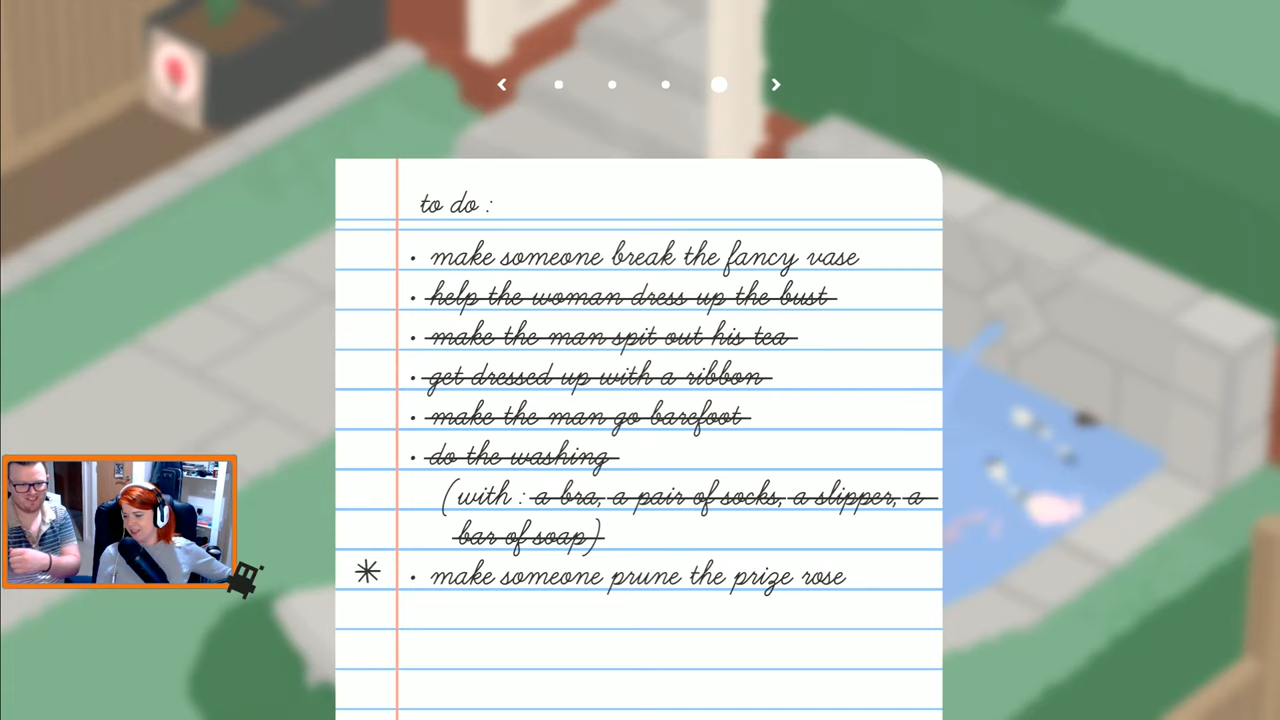 to do :
• make someone break the fancy vase
• help the woman dress up the bust
• make the man spit out his tea
• get dressed up with a ribbon
• make the man go barefoot
• do the washing
(with : a bra, a pair of socks, a slipper, a
bar of soap)
• make someone prune the prize rose